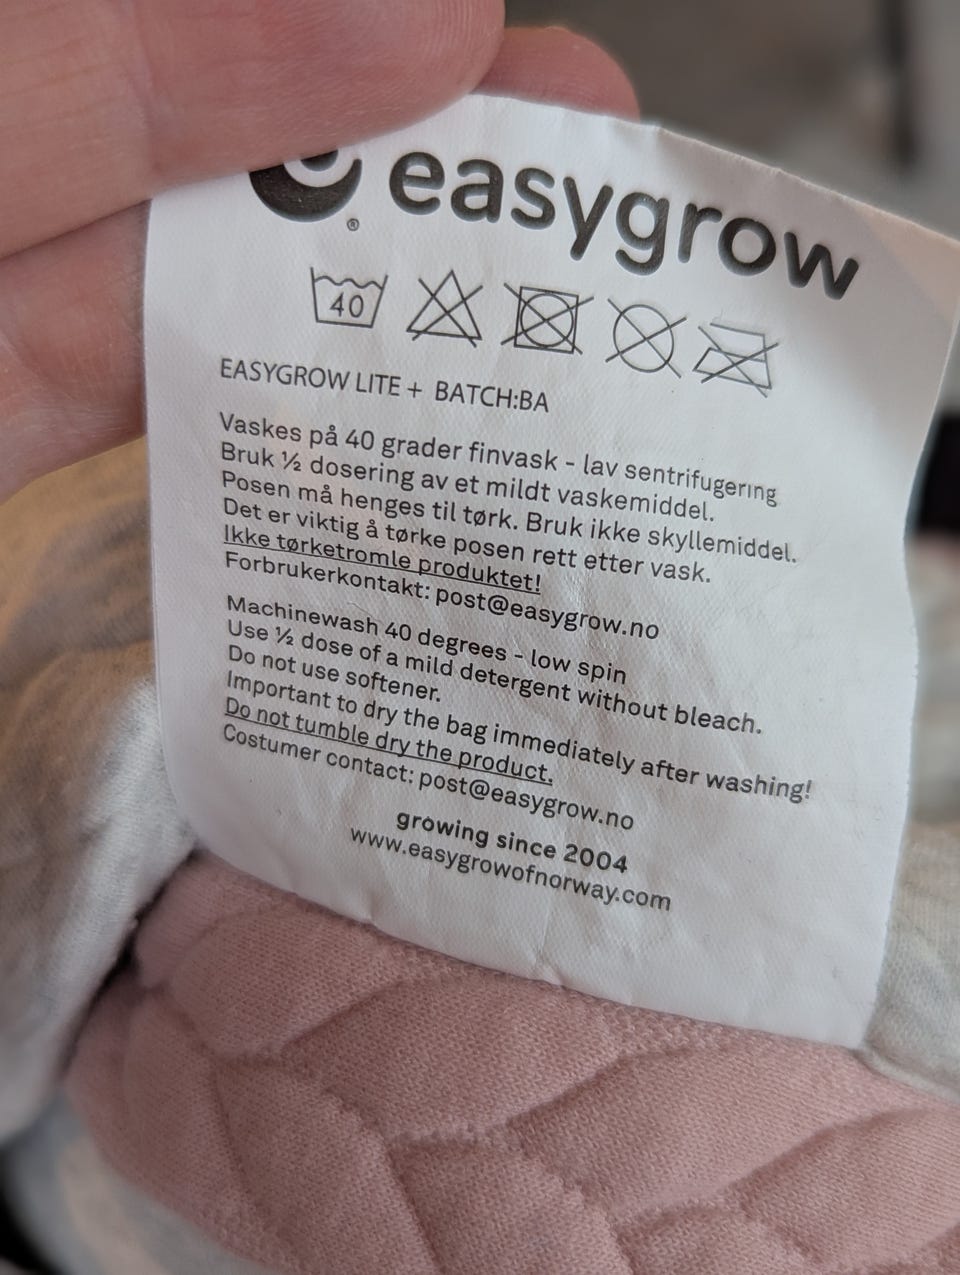 easygrow
®
40
EASYGROW LITE + BATCH:BA
Vaskes på 40 grader finvask - lav sentrifugering
Bruk ½ dosering av et mildt vaskemiddel.
Posen må henges til tørk. Bruk ikke skyllemiddel.
Det er viktig å tørke posen rett etter vask.
Ikke tørketromle produktet!
Forbrukerkontakt: post@easygrow.no
Machinewash 40 degrees - low spin
Use ½ dose of a mild detergent without bleach.
Do not use softener.
Important to dry the bag immediately after washing!
Do not tumble dry the product.
Costumer contact: post@easygrow.no
growing since 2004
www.easygrowofnorway.com